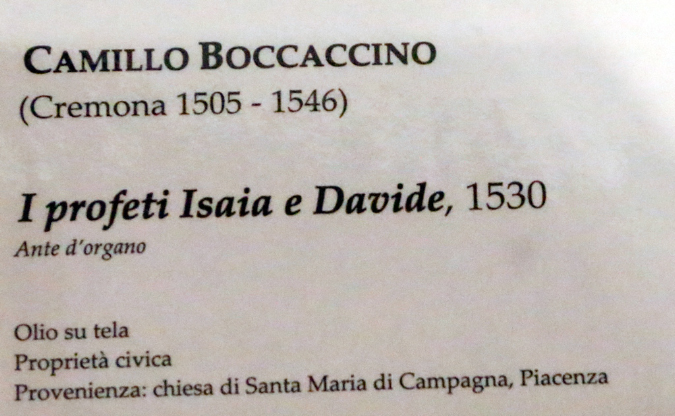 CAMILLO BOCCACCINO
(Cremona 1505 - 1546)
I profeti Isaia e Davide, 1530
Ante d'organo
Olio su tela
Proprietà civica
Provenienza: chiesa di Santa Maria di Campagna, Piacenza